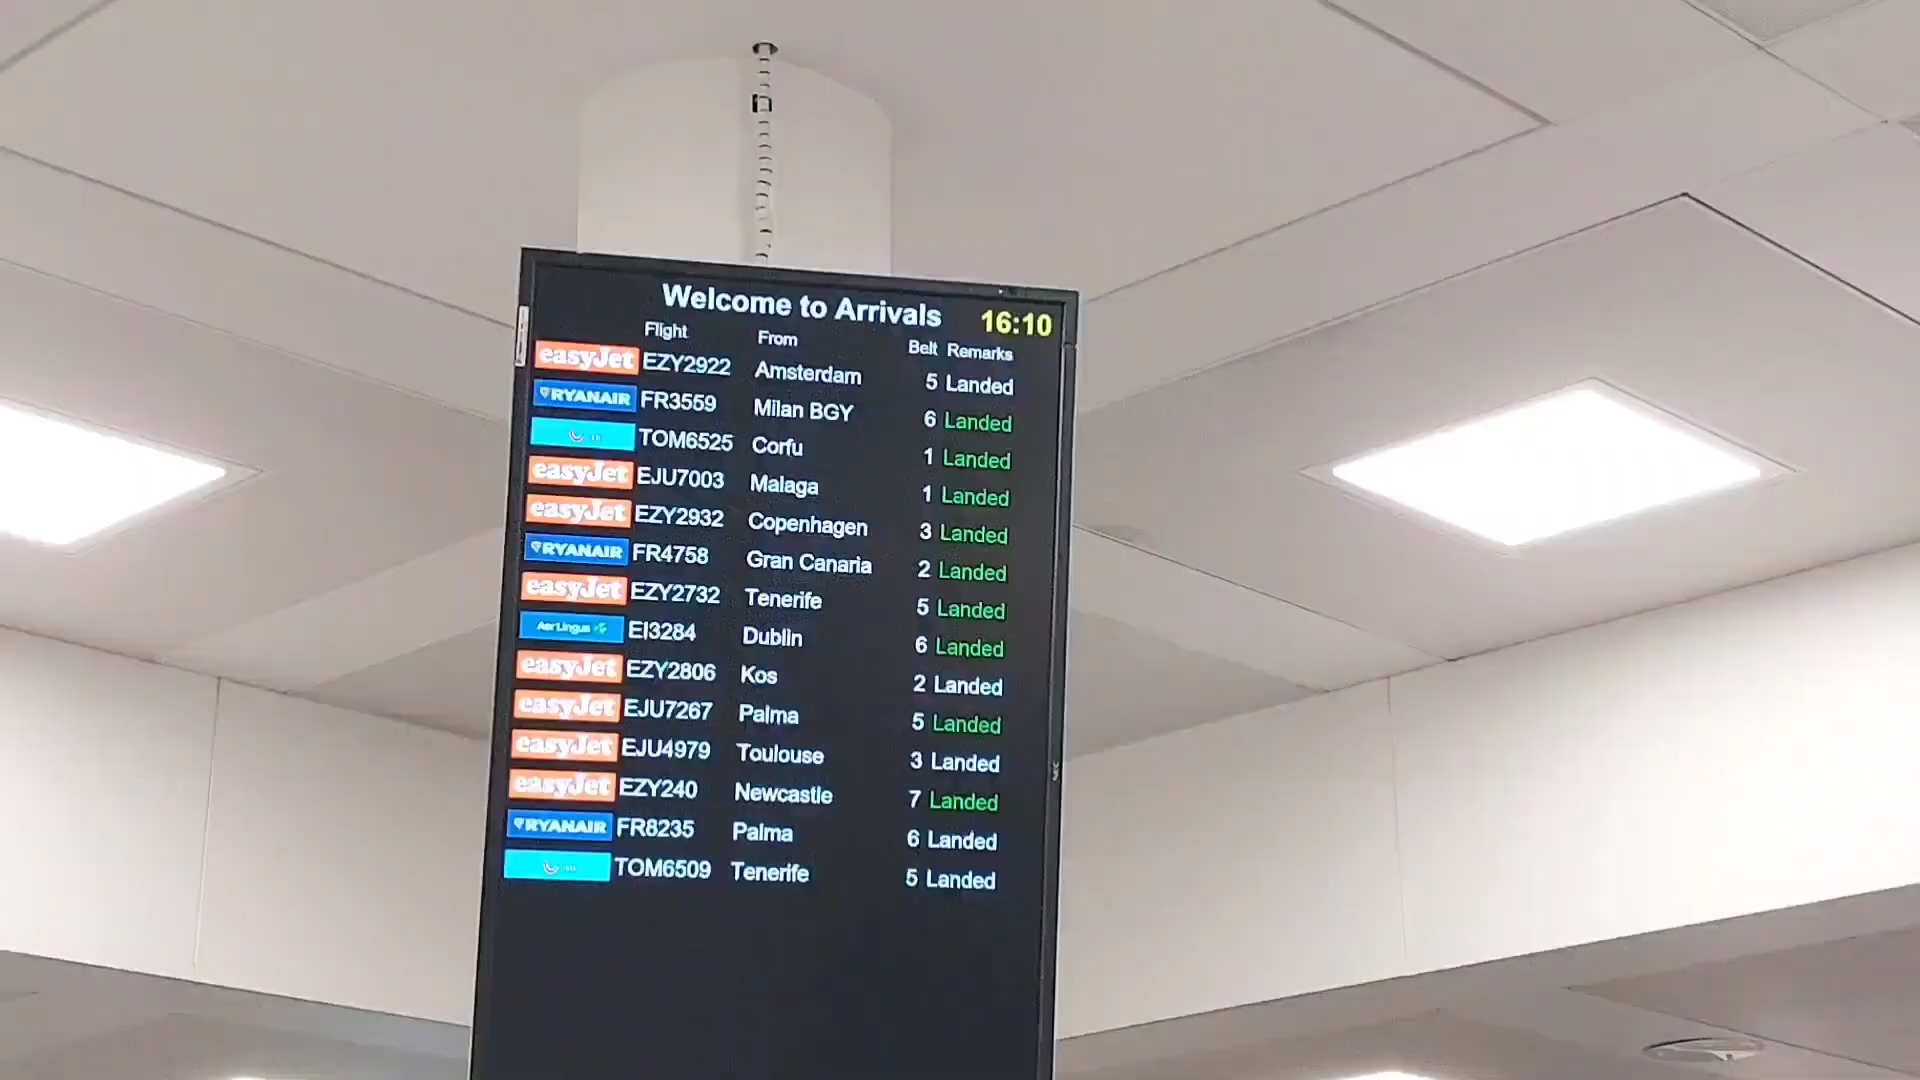 Welcome to Arrivals 16:10
Flight From Belt Remarks
easyJet EZY2922 Amsterdam 5 Landed
RYANAIR FR3559 Milan BGY 6 Landed
TOM6525 Corfu 1 Landed
easyJet EJU7003 Malaga 1 Landed
easyJet EZY2932 Copenhagen 3 Landed
RYANAIR FR4758 Gran Canaria 2 Landed
easyJet EZY2732 Tenerife 5 Landed
Aer Lingus EI3284 Dublin 6 Landed
easyJet EZY2806 Kos 2 Landed
easyJet EJU7267 Palma 5 Landed
easyJet EJU4979 Toulouse 3 Landed
easyJet EZY240 Newcastle 7 Landed
RYANAIR FR8235 Palma 6 Landed
TOM6509 Tenerife 5 Landed